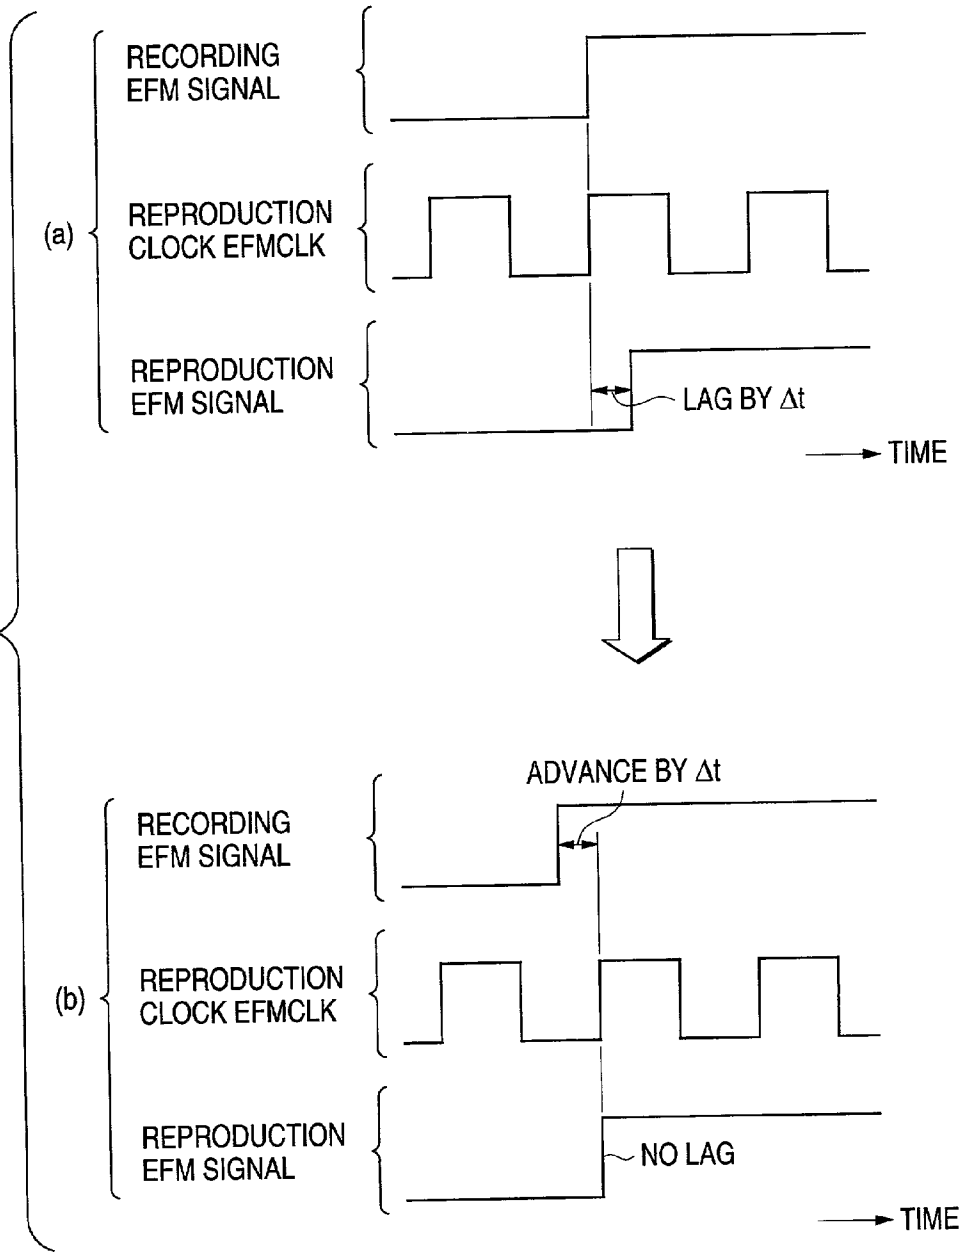 (a)
RECORDING
EFM SIGNAL
REPRODUCTION
CLOCK EFMCLK
REPRODUCTION
EFM SIGNAL
LAG BY Δt
TIME
ADVANCE BY Δt
(b)
RECORDING
EFM SIGNAL
REPRODUCTION
CLOCK EFMCLK
REPRODUCTION
EFM SIGNAL
NO LAG
TIME